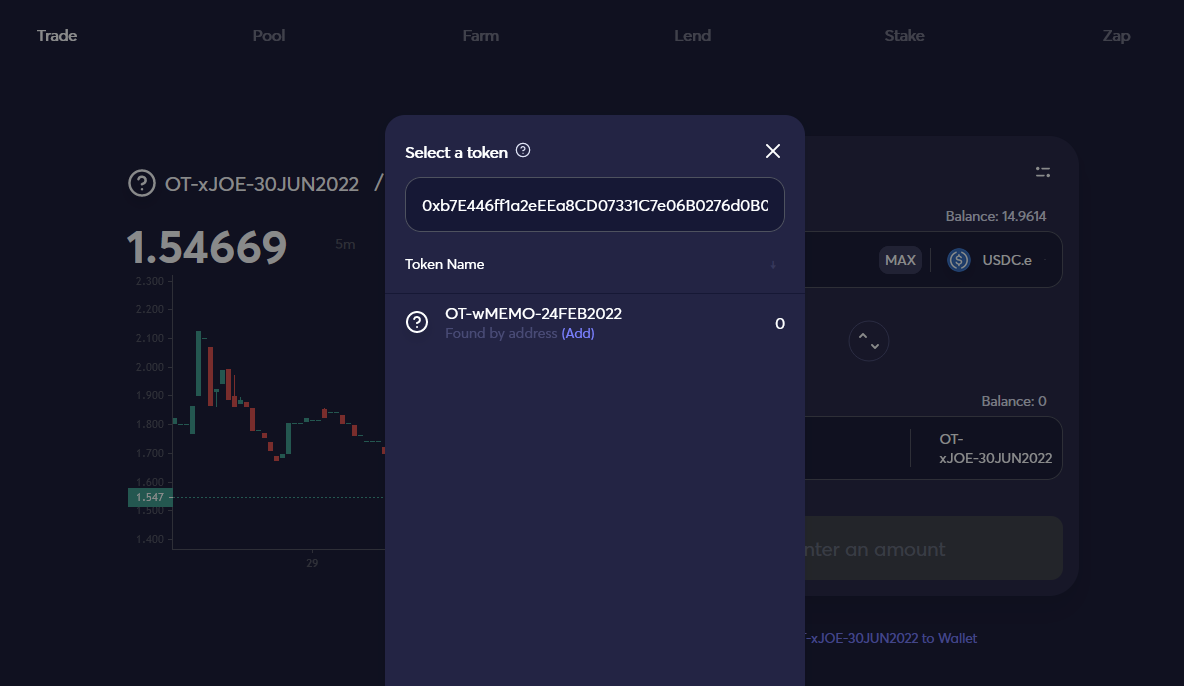 Trade
Pool
Farm
Lend
Stake
Zap
Select a token
OT-xJOE-30JUN2022 /
0xb7E446ff1a2eEEa8CD07331C7e06B0276d0B0
Balance: 14.9614
1.54669
5m
MAX
USDC.e
Token Name
2.300
2.200
2.100
2.000
1.900
1.800
1.700
1.600
1.547
1.500
1.400
29
OT-wMEMO-24FEB2022
Found by address (Add)
0
Balance: 0
OT-
xJOE-30JUN2022
nter an amount
T-xJOE-30JUN2022 to Wallet